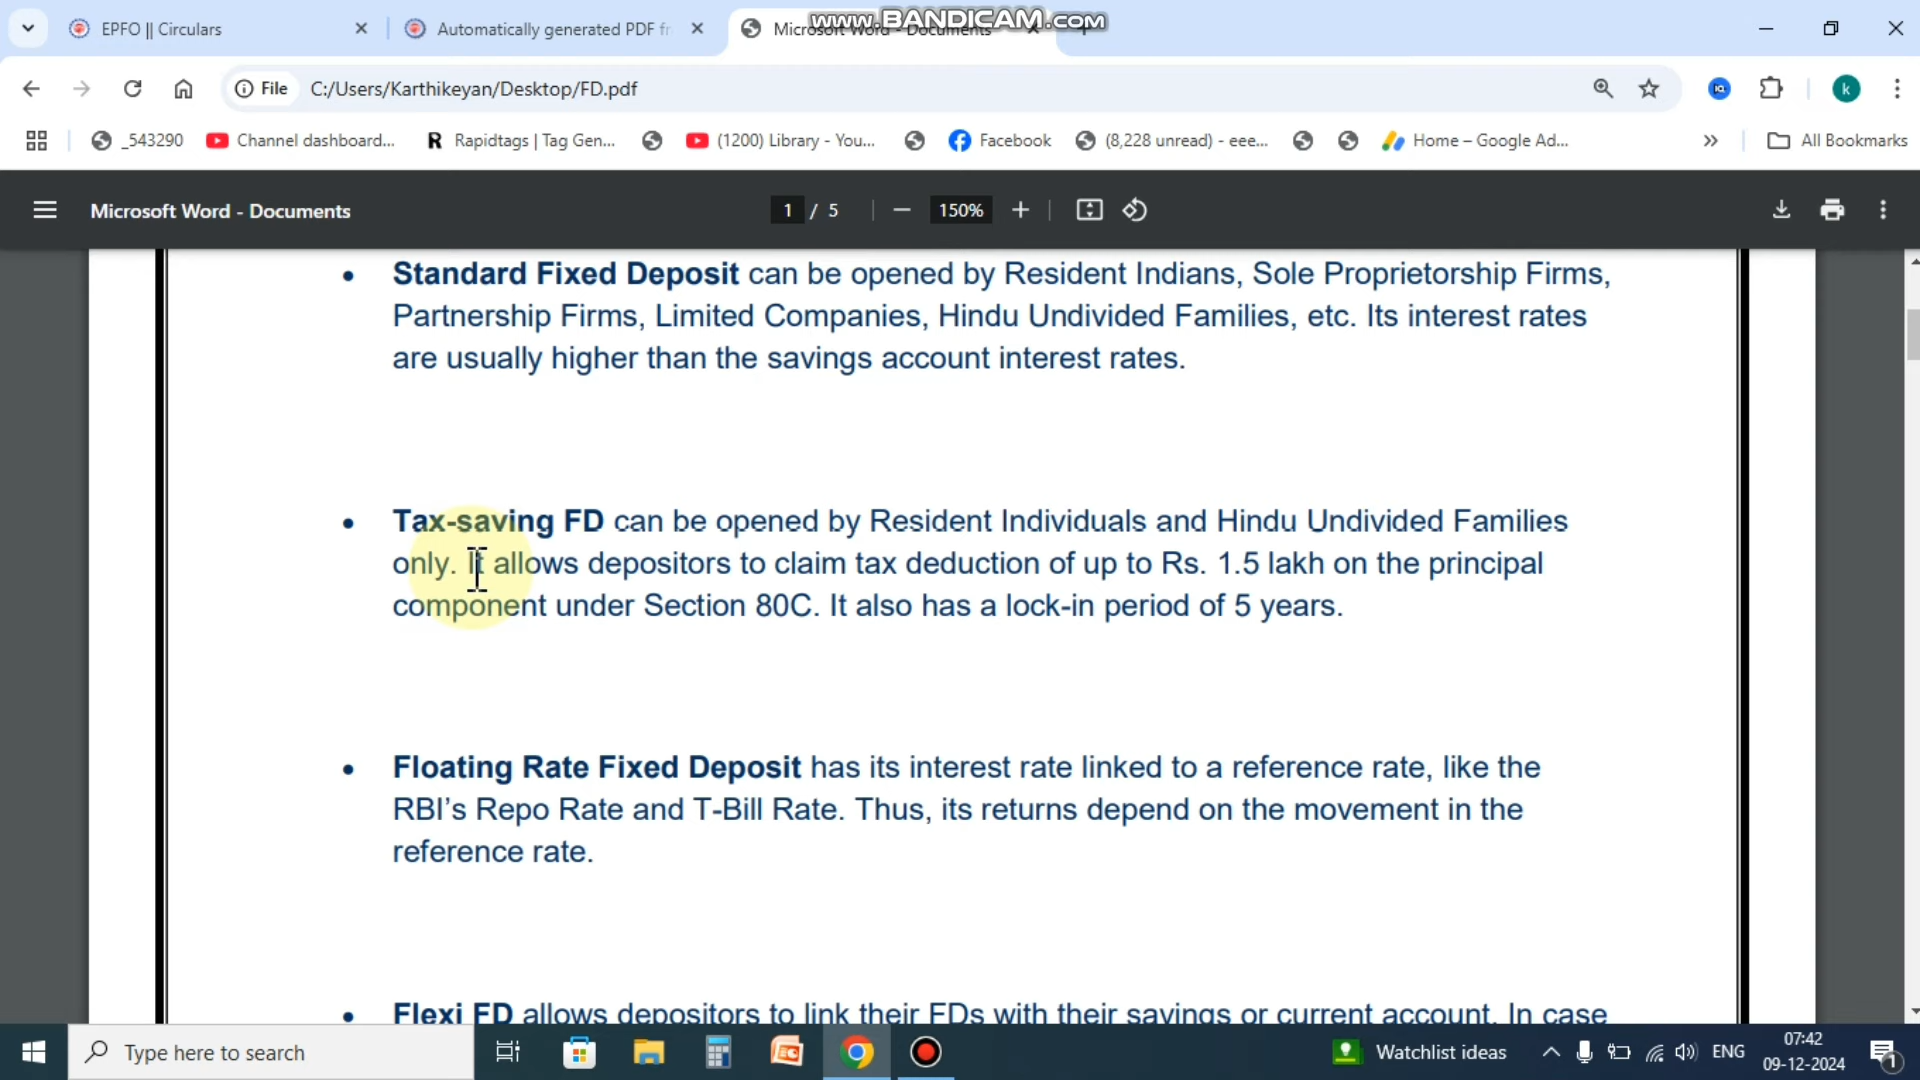 EPFO || Circulars
Automatically generated PDF fr
Microsoft Word - Documents
www.BANDICAM.com
File
C:/Users/Karthikeyan/Desktop/FD.pdf
k
_543290
Channel dashboard...
Rapidtags | Tag Gen...
(1200) Library - You...
Facebook
(8,228 unread) - eee...
Home – Google Ad...
»
All Bookmarks
Microsoft Word - Documents
1 / 5
150%
• Standard Fixed Deposit can be opened by Resident Indians, Sole Proprietorship Firms,
Partnership Firms, Limited Companies, Hindu Undivided Families, etc. Its interest rates
are usually higher than the savings account interest rates.
• Tax-saving FD can be opened by Resident Individuals and Hindu Undivided Families
only. It allows depositors to claim tax deduction of up to Rs. 1.5 lakh on the principal
component under Section 80C. It also has a lock-in period of 5 years.
• Floating Rate Fixed Deposit has its interest rate linked to a reference rate, like the
RBI’s Repo Rate and T-Bill Rate. Thus, its returns depend on the movement in the
reference rate.
• Flexi FD allows depositors to link their FDs with their savings or current account. In case
Type here to search
Watchlist ideas
ENG
07:42
09-12-2024
1